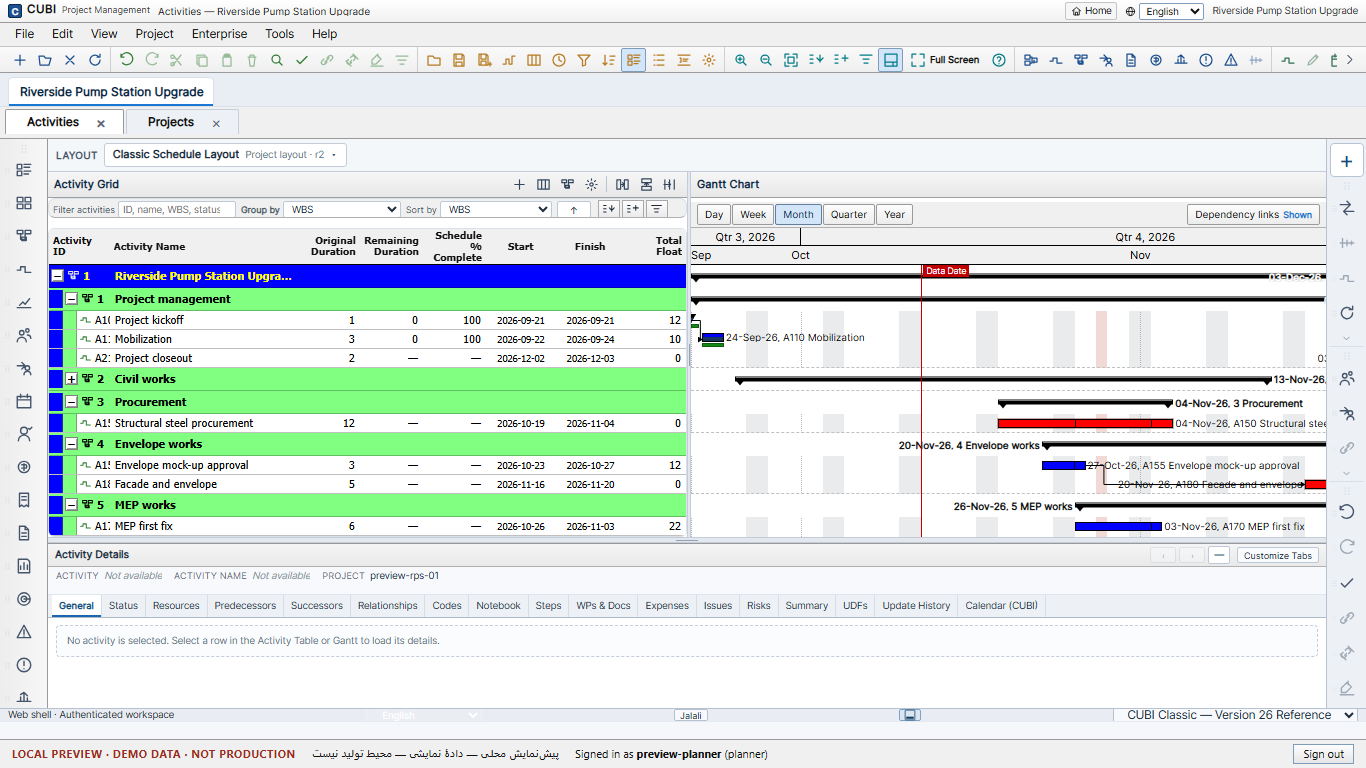 CUBI Project Management Activities — Riverside Pump Station Upgrade Home English Riverside Pump Station Upgrade
File Edit View Project Enterprise Tools Help
Full Screen
Riverside Pump Station Upgrade
Activities Projects
LAYOUT Classic Schedule Layout Project layout · r2
Activity Grid
Gantt Chart
Filter activities ID, name, WBS, status Group by WBS Sort by WBS
Day Week Month Quarter Year Dependency links Shown
Activity ID Activity Name Original Duration Remaining Duration Schedule % Complete Start Finish Total Float
Qtr 3, 2026 Qtr 4, 2026
Sep Oct Nov
Data Date
1 Riverside Pump Station Upgra... 03-Dec-26
1 Project management
A10 Project kickoff 1 0 100 2026-09-21 2026-09-21 12
A11 Mobilization 3 0 100 2026-09-22 2026-09-24 10 24-Sep-26, A110 Mobilization
A21 Project closeout 2 — — 2026-12-02 2026-12-03 0 03
2 Civil works 13-Nov-26,
3 Procurement 04-Nov-26, 3 Procurement
A15 Structural steel procurement 12 — — 2026-10-19 2026-11-04 0 04-Nov-26, A150 Structural stee
4 Envelope works 20-Nov-26, 4 Envelope works
A15 Envelope mock-up approval 3 — — 2026-10-23 2026-10-27 12 27-Oct-26, A155 Envelope mock-up approval
A18 Facade and envelope 5 — — 2026-11-16 2026-11-20 0 20-Nov-26, A180 Facade and envelope
5 MEP works 26-Nov-26, 5 MEP works
A17 MEP first fix 6 — — 2026-10-26 2026-11-03 22 03-Nov-26, A170 MEP first fix
Activity Details Customize Tabs
ACTIVITY Not available ACTIVITY NAME Not available PROJECT preview-rps-01
General Status Resources Predecessors Successors Relationships Codes Notebook Steps WPs & Docs Expenses Issues Risks Summary UDFs Update History Calendar (CUBI)
No activity is selected. Select a row in the Activity Table or Gantt to load its details.
Web shell · Authenticated workspace English Jalali CUBI Classic — Version 26 Reference
LOCAL PREVIEW · DEMO DATA · NOT PRODUCTION پیش‌نمایش محلی — دادهٔ نمایشی — محیط تولید نیست Signed in as preview-planner (planner) Sign out